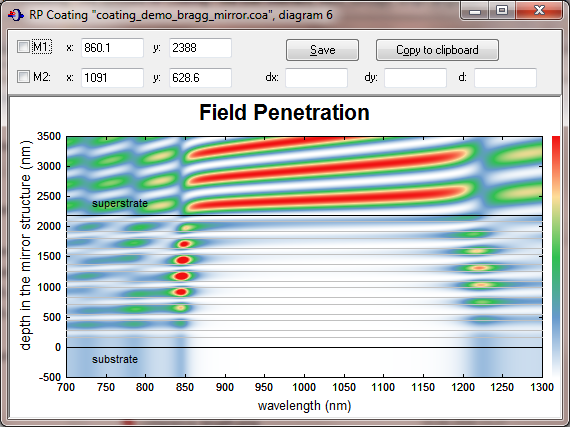 RP Coating "coating_demo_bragg_mirror.coa", diagram 6
M1: x: 860.1 y: 2388 Save Copy to clipboard
M2: x: 1091 y: 628.6 dx: dy: d:
Field Penetration
depth in the mirror structure (nm)
3500
3000
2500
2000
1500
1000
500
0
-500
superstrate
substrate
700 750 800 850 900 950 1000 1050 1100 1150 1200 1250 1300
wavelength (nm)